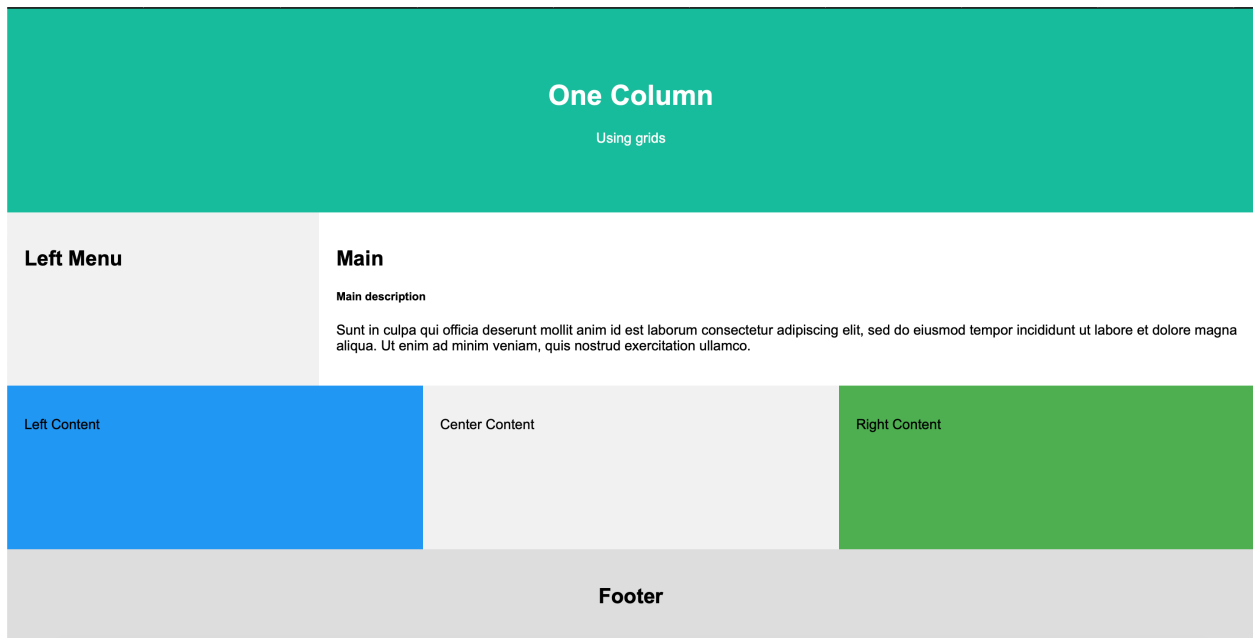 One Column
Using grids
Left Menu
Main
Main description
Sunt in culpa qui officia deserunt mollit anim id est laborum consectetur adipiscing elit, sed do eiusmod tempor incididunt ut labore et dolore magna
aliqua. Ut enim ad minim veniam, quis nostrud exercitation ullamco.
Left Content
Center Content
Right Content
Footer